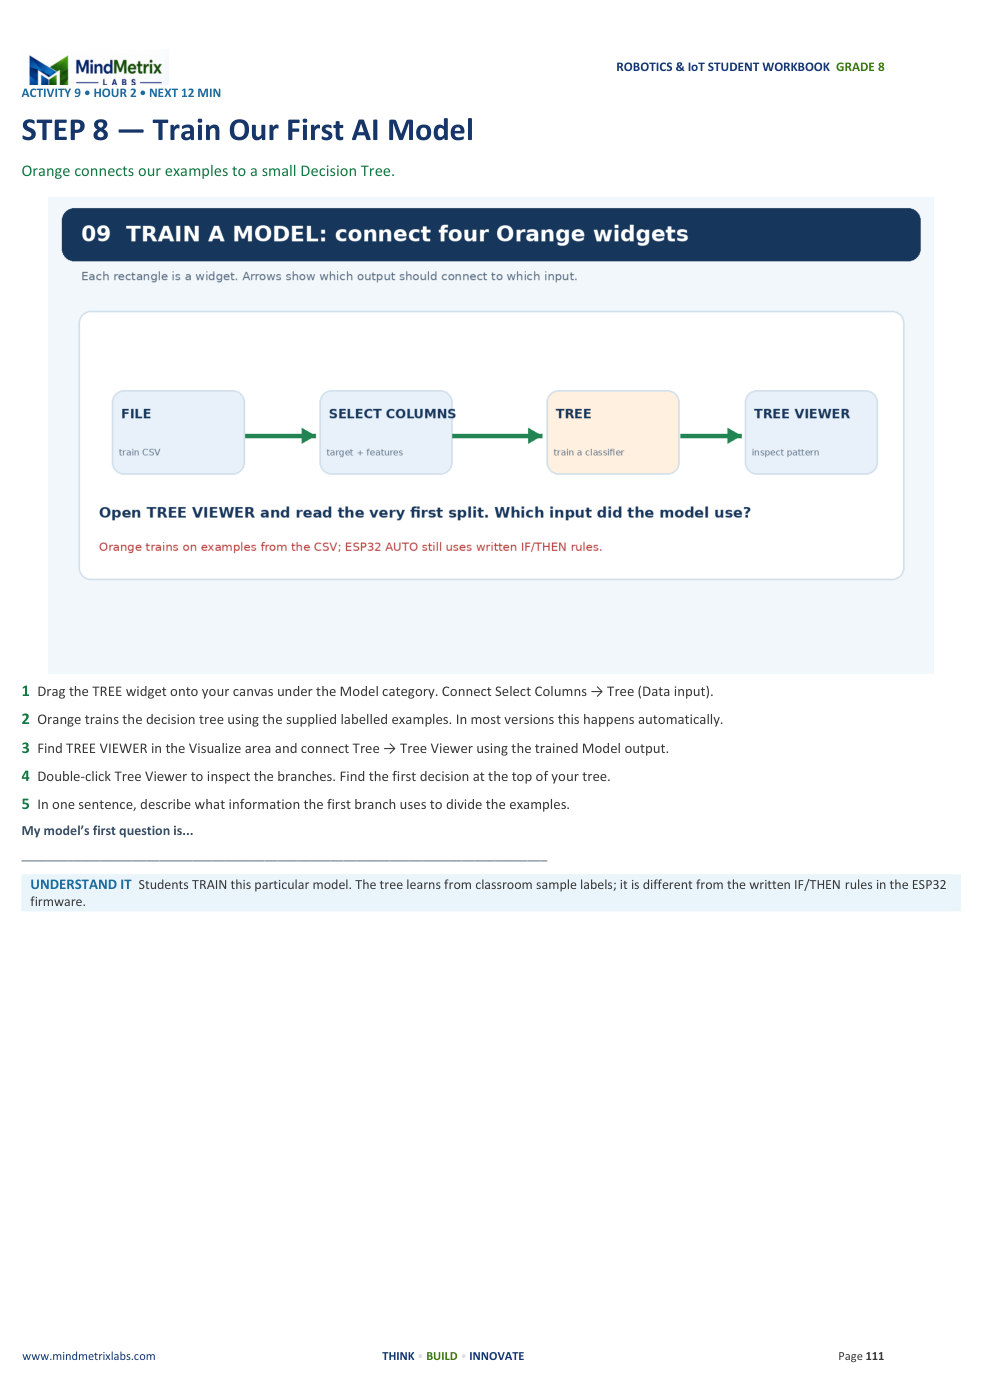 MindMetrix
LABS
ROBOTICS & IoT STUDENT WORKBOOK GRADE 8
ACTIVITY 9 • HOUR 2 • NEXT 12 MIN
STEP 8 — Train Our First AI Model
Orange connects our examples to a small Decision Tree.
09 TRAIN A MODEL: connect four Orange widgets
Each rectangle is a widget. Arrows show which output should connect to which input.
FILE
train CSV
SELECT COLUMNS
target + features
TREE
train a classifier
TREE VIEWER
inspect pattern
Open TREE VIEWER and read the very first split. Which input did the model use?
Orange trains on examples from the CSV; ESP32 AUTO still uses written IF/THEN rules.
1 Drag the TREE widget onto your canvas under the Model category. Connect Select Columns → Tree (Data input).
2 Orange trains the decision tree using the supplied labelled examples. In most versions this happens automatically.
3 Find TREE VIEWER in the Visualize area and connect Tree → Tree Viewer using the trained Model output.
4 Double-click Tree Viewer to inspect the branches. Find the first decision at the top of your tree.
5 In one sentence, describe what information the first branch uses to divide the examples.
My model’s first question is...
UNDERSTAND IT Students TRAIN this particular model. The tree learns from classroom sample labels; it is different from the written IF/THEN rules in the ESP32
firmware.
www.mindmetrixlabs.com
THINK • BUILD • INNOVATE
Page 111